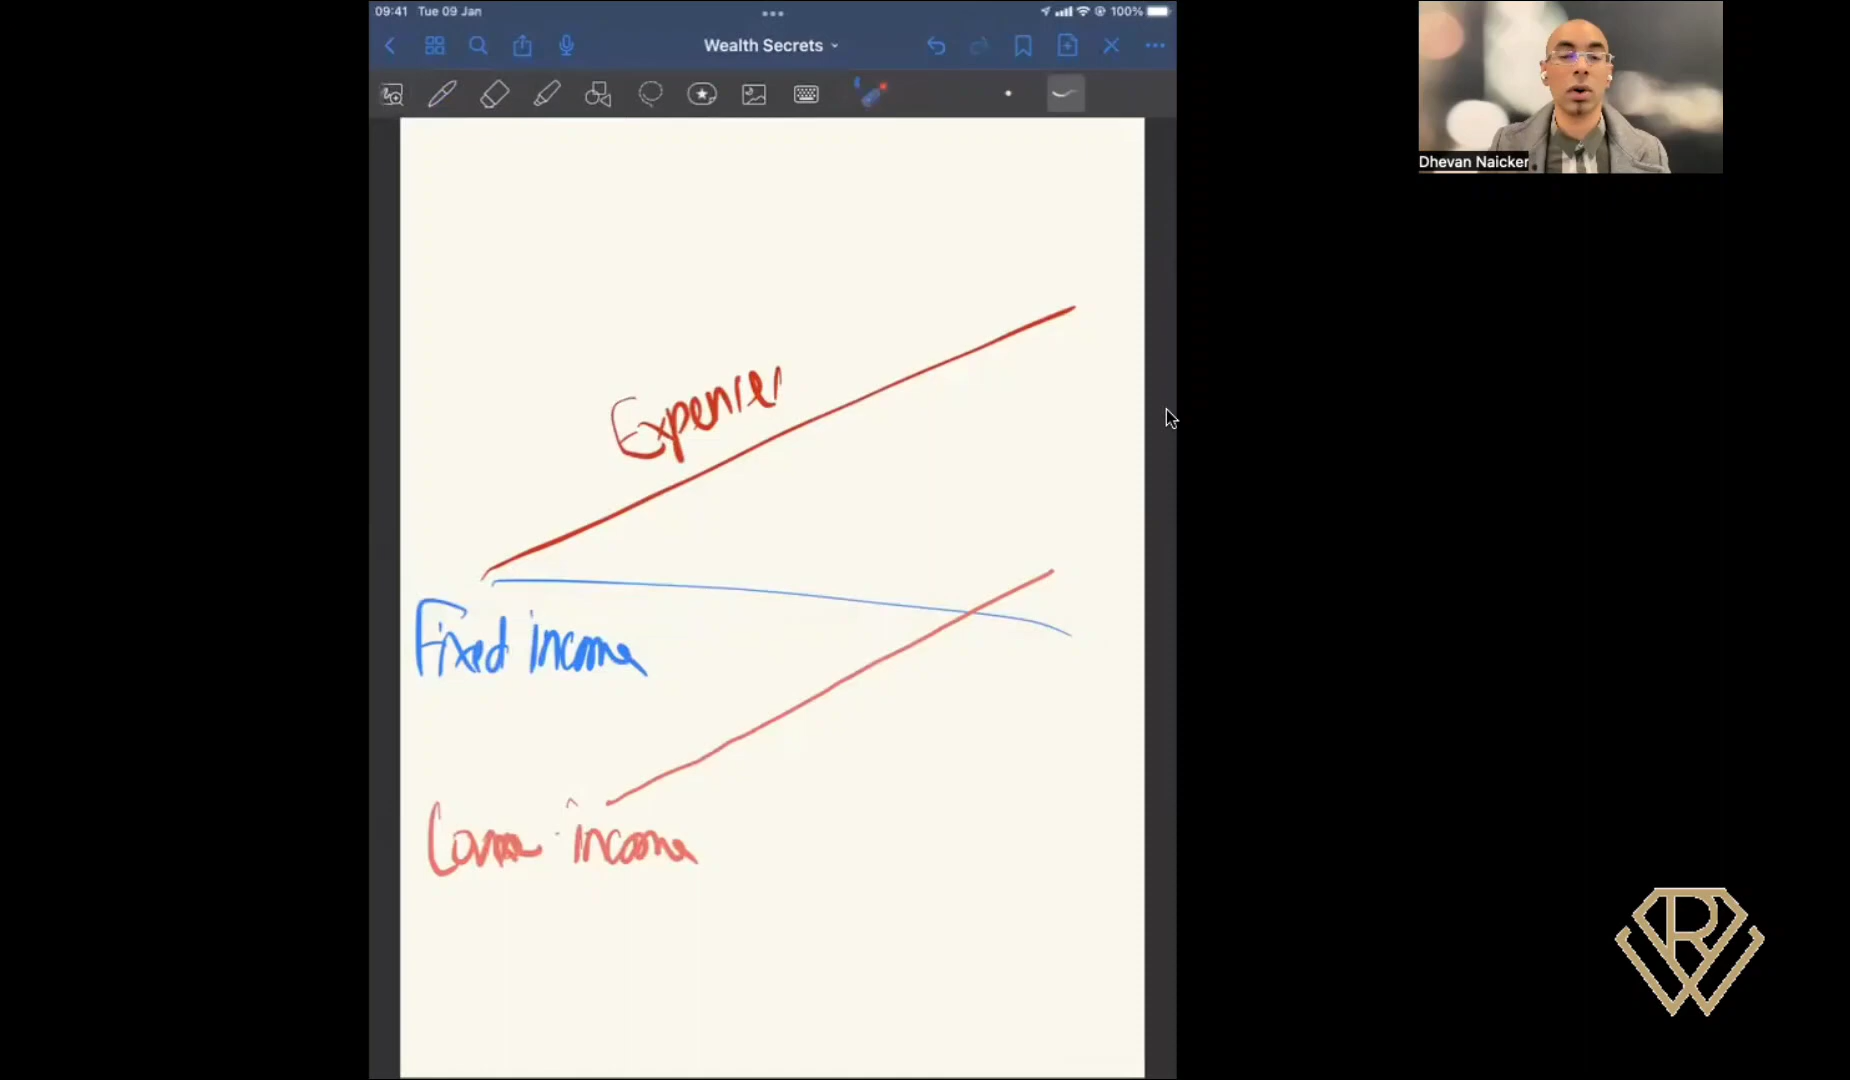 09:41 Tue 09 Jan
100%
Wealth Secrets
Dhevan Naicker
Expenses
Fixed income
income